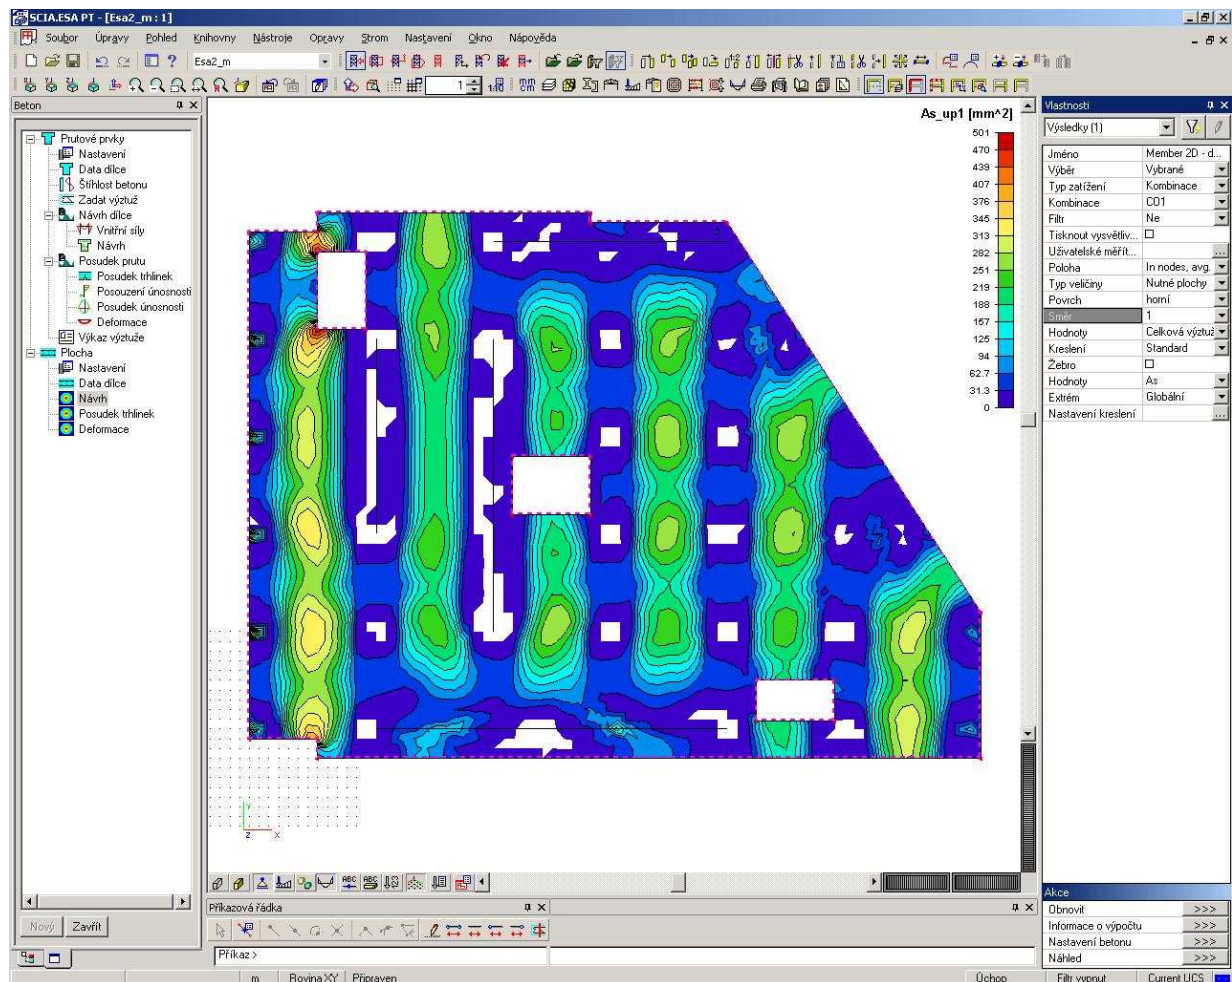 SCIA.ESA PT - [Esa2_m : 1]
Soubor Úpravy Pohled Knihovny Nástroje Opravy Strom Nastavení Okno Nápověda
Esa2_m
1
Beton
Prutové prvky
Nastavení
Data dílce
Štíhlost betonu
Zadat výztuž
Návrh dílce
Vnitřní síly
Návrh
Posudek prutu
Posudek trhlinek
Posouzení únosnosti
Posudek únosnosti
Deformace
Výkaz výztuže
Plocha
Nastavení
Data dílce
Návrh
Posudek trhlinek
Deformace
Nový Zavřít
As_up1 [mm^2]
501
470
439
407
376
345
313
282
251
219
188
157
125
94
62.7
31.3
0
Y
Z X
Vlastnosti
Výsledky (1)
Jméno Member 2D - d...
Výběr Vybrané
Typ zatížení Kombinace
Kombinace CO1
Filtr Ne
Tisknout vysvětliv...
Uživatelské měřít... ...
Poloha In nodes, avg.
Typ veličiny Nutné plochy
Povrch horní
Směr 1
Hodnoty Celková výztuž
Kreslení Standard
Žebro
Hodnoty As
Extrém Globální
Nastavení kreslení ...
Akce
Obnovit >>>
Informace o výpočtu >>>
Nastavení betonu >>>
Náhled >>>
Příkazová řádka
Příkaz >
m Rovina XY Připraven Úchop Filtr vypnut Current UCS